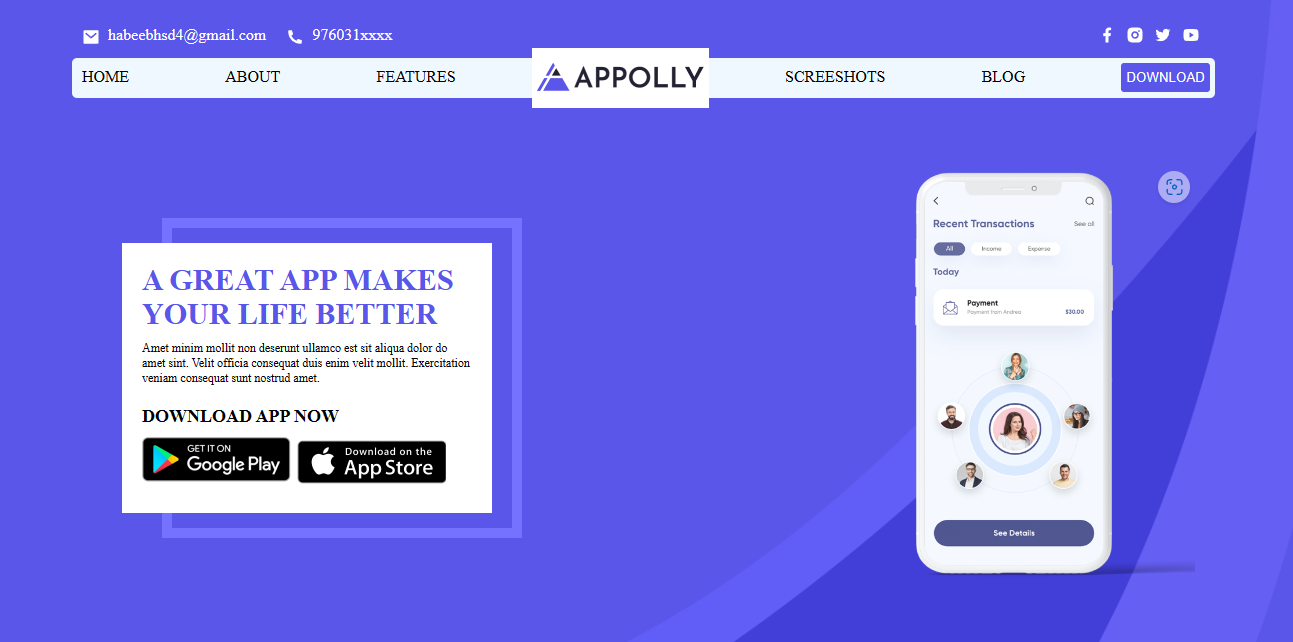 habeebhsd4@gmail.com 976031xxxx
HOME ABOUT FEATURES APPOLLY SCREESHOTS BLOG DOWNLOAD
A GREAT APP MAKES
YOUR LIFE BETTER
Amet minim mollit non deserunt ullamco est sit aliqua dolor do
amet sint. Velit officia consequat duis enim velit mollit. Exercitation
veniam consequat sunt nostrud amet.
DOWNLOAD APP NOW
GET IT ON
Google Play
Download on the
App Store
Recent Transactions See all
All Income Expense
Today
Payment
Payment from Andrea $30.00
See Details